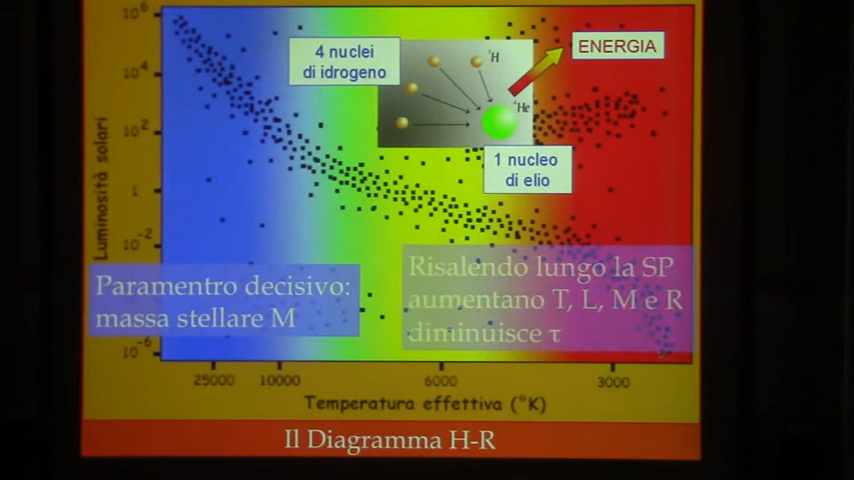 10⁶
10⁴
10²
1
10⁻²
10⁻⁶
Luminosità solari
4 nuclei
di idrogeno
¹H
⁴He
ENERGIA
1 nucleo
di elio
Paramentro decisivo:
massa stellare M
Risalendo lungo la SP
aumentano T, L, M e R
diminuisce τ
25000 10000 6000 3000
Temperatura effettiva (°K)
Il Diagramma H-R